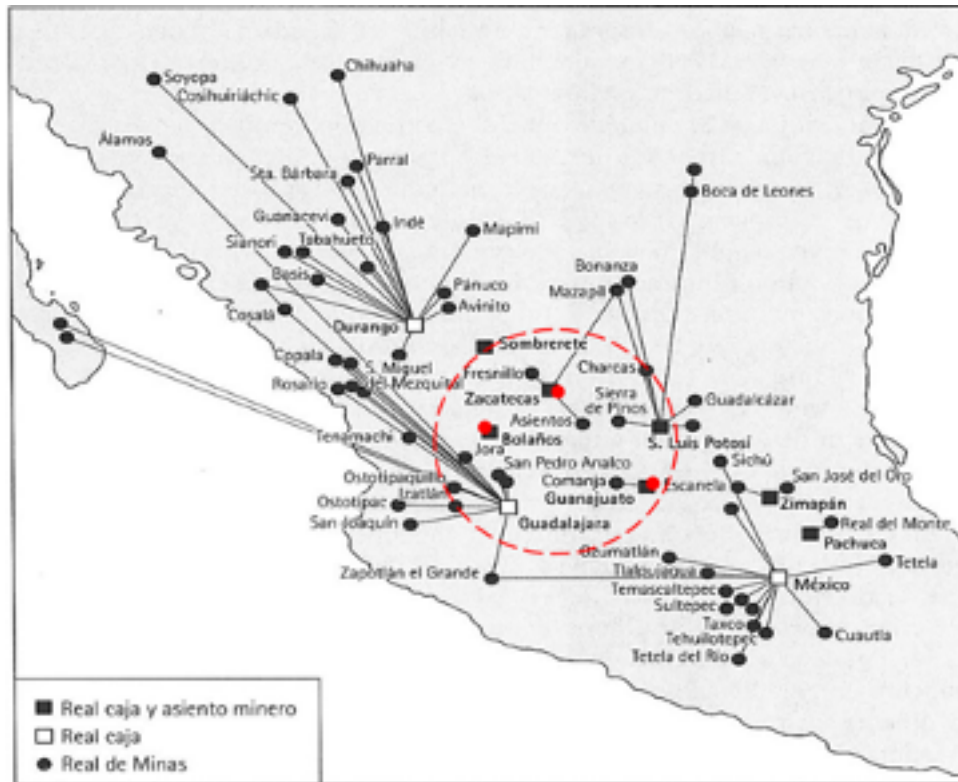 Soyopa
Chihuaha
Cosihuiriáchic
Álamos
Parral
Sta. Bárbara
Boca de Leones
Guanacevi
Indé
Mapimi
Sianori
Tabahueto
Bonanza
Basis
Mazapil
Pánuco
Avinito
Cosalá
Durango
Sombrerete
Copala
S. Miguel
del Mezquital
Fresnillo
Charcas
Rosario
Zacatecas
Sierra
de Pinos
Guadalcázar
Asientos
Tenamachi
Bolaños
S. Luis Potosí
Jora
Sichú
San Pedro Analco
Ostotipaquillo
Comanja
Escanela
San José del Oro
Ixatlán
Guanajuato
Zimapán
Ostotipac
Guadalajara
San Joaquín
Real del Monte
Pachuca
Ozumatlán
Tetela
Zapotlán el Grande
Tlalpujagua
México
Temascaltepec
Sultepec
Taxco
Tehuilotepec
Cuautla
Tetela del Río
Real caja y asiento minero
Real caja
Real de Minas